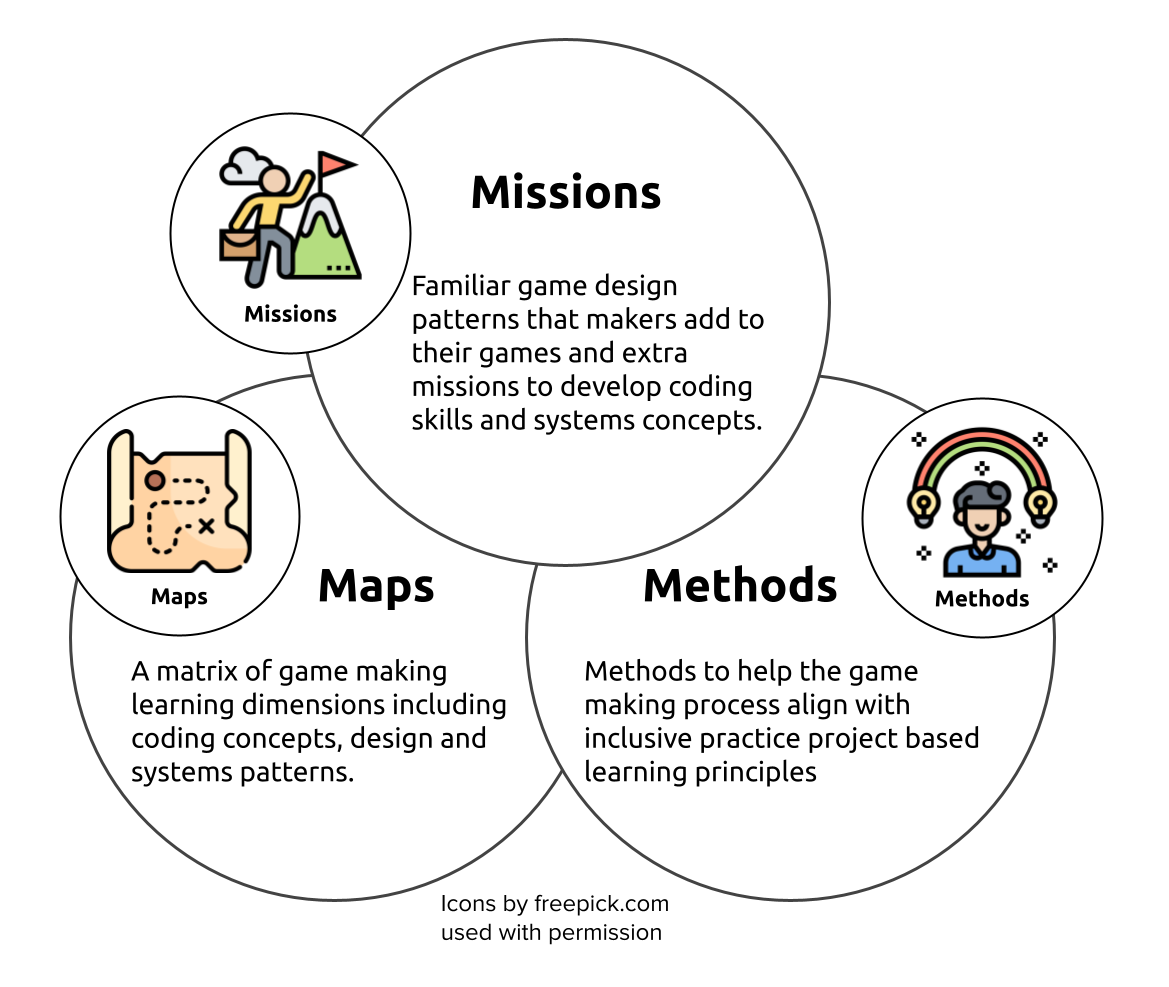 Missions
Missions
Familiar game design
patterns that makers add to
their games and extra
missions to develop coding
skills and systems concepts.
Maps
Maps
A matrix of game making
learning dimensions including
coding concepts, design and
systems patterns.
Methods
Methods
Methods to help the game
making process align with
inclusive practice project based
learning principles
Icons by freepick.com
used with permission